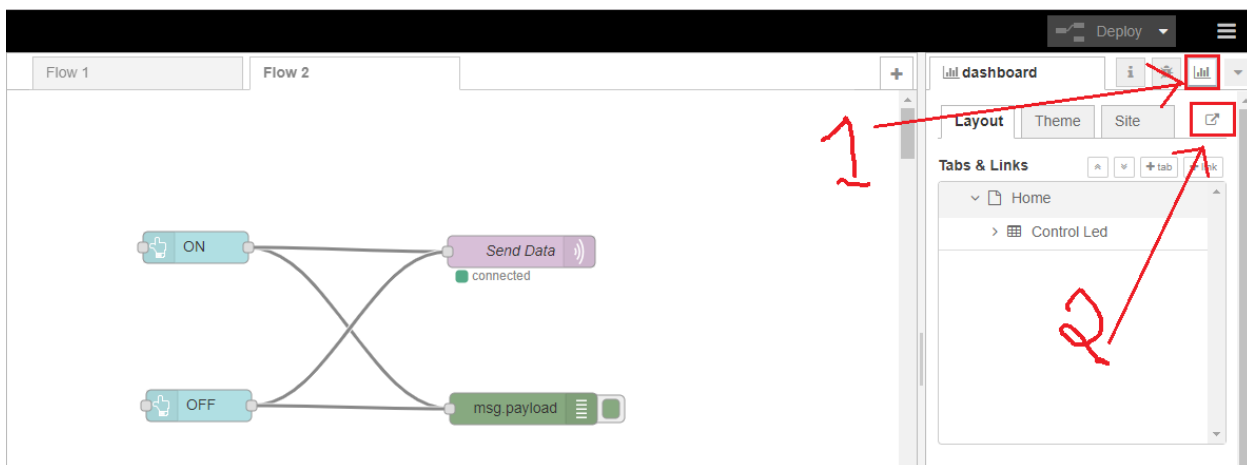 Deploy
Flow 1
Flow 2
dashboard
i
1
Layout
Theme
Site
Tabs & Links
+ tab
+ link
Home
Control Led
ON
Send Data
connected
2
OFF
msg.payload